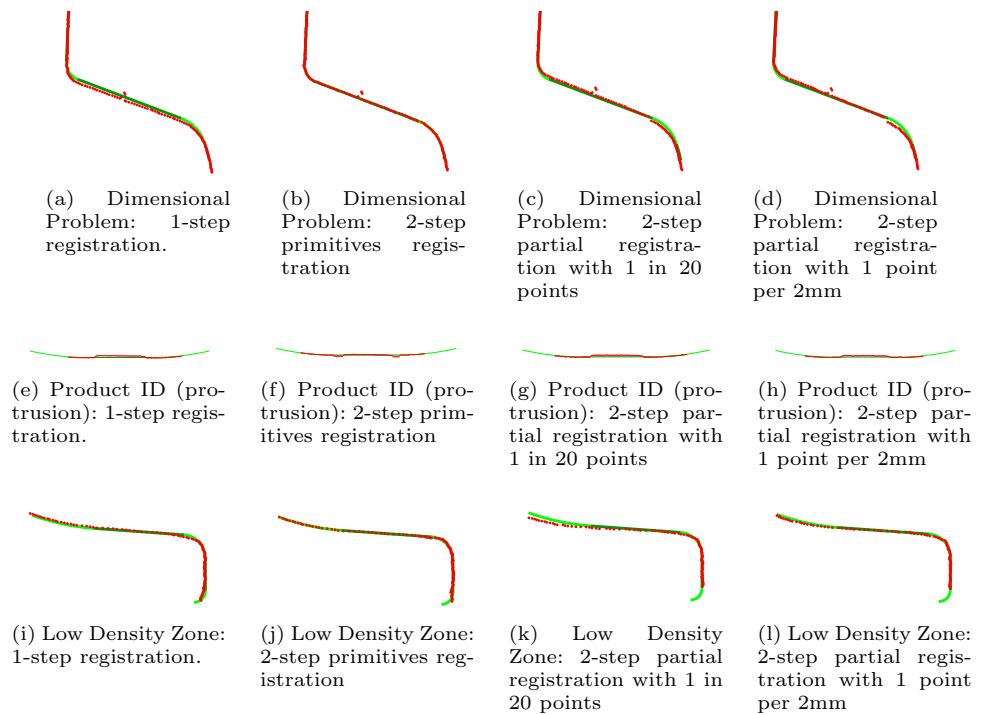 (a) Dimensional
Problem: 1-step
registration.
(b) Dimensional
Problem: 2-step
primitives regis-
tration
(c) Dimensional
Problem: 2-step
partial registra-
tion with 1 in 20
points
(d) Dimensional
Problem: 2-step
partial registra-
tion with 1 point
per 2mm
(e) Product ID (pro-
trusion): 1-step regis-
tration.
(f) Product ID (pro-
trusion): 2-step prim-
itives registration
(g) Product ID (pro-
trusion): 2-step par-
tial registration with
1 in 20 points
(h) Product ID (pro-
trusion): 2-step par-
tial registration with
1 point per 2mm
(i) Low Density Zone:
1-step registration.
(j) Low Density Zone:
2-step primitives reg-
istration
(k) Low Density
Zone: 2-step partial
registration with 1 in
20 points
(l) Low Density Zone:
2-step partial regis-
tration with 1 point
per 2mm